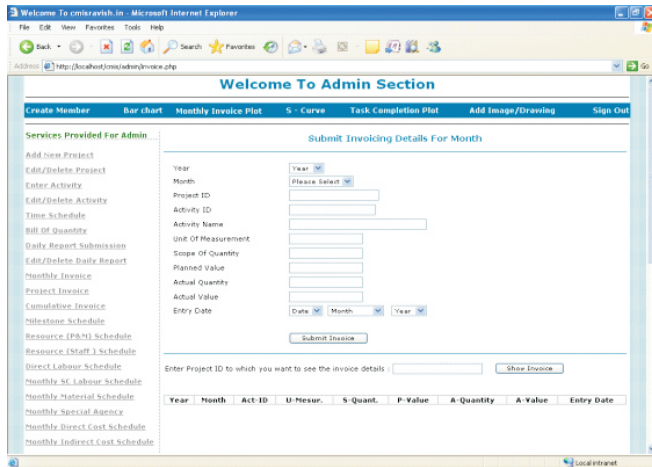 Welcome To cmisravish.in - Microsoft Internet Explorer
File Edit View Favorites Tools Help
Back Search Favorites
Address http://localhost/cmis/admin/invoice.php Go
Welcome To Admin Section
Create Member Bar chart Monthly Invoice Plot S - Curve Task Completion Plot Add Image/Drawing Sign Out
Services Provided For Admin
Add New Project
Edit/Delete Project
Enter Activity
Edit/Delete Activity
Time Schedule
Bill Of Quantity
Daily Report Submission
Edit/Delete Daily Report
Monthly Invoice
Project Invoice
Cumulative Invoice
Milestone Schedule
Resource (P&M) Schedule
Resource (Staff ) Schedule
Direct Labour Schedule
Monthly SC Labour Schedule
Monthly Material Schedule
Monthly Special Agency
Monthly Direct Cost Schedule
Monthly Indirect Cost Schedule
Submit Invoicing Details For Month
Year Year
Month Please Select
Project ID
Activity ID
Activity Name
Unit Of Measurement
Scope Of Quantity
Planned Value
Actual Quantity
Actual Value
Entry Date Date Month Year
Submit Invoice
Enter Project ID to which you want to see the invoice details : Show Invoice
Year Month Act-ID U-Mesur. S-Quant. P-Value A-Quantity A-Value Entry Date
Local intranet